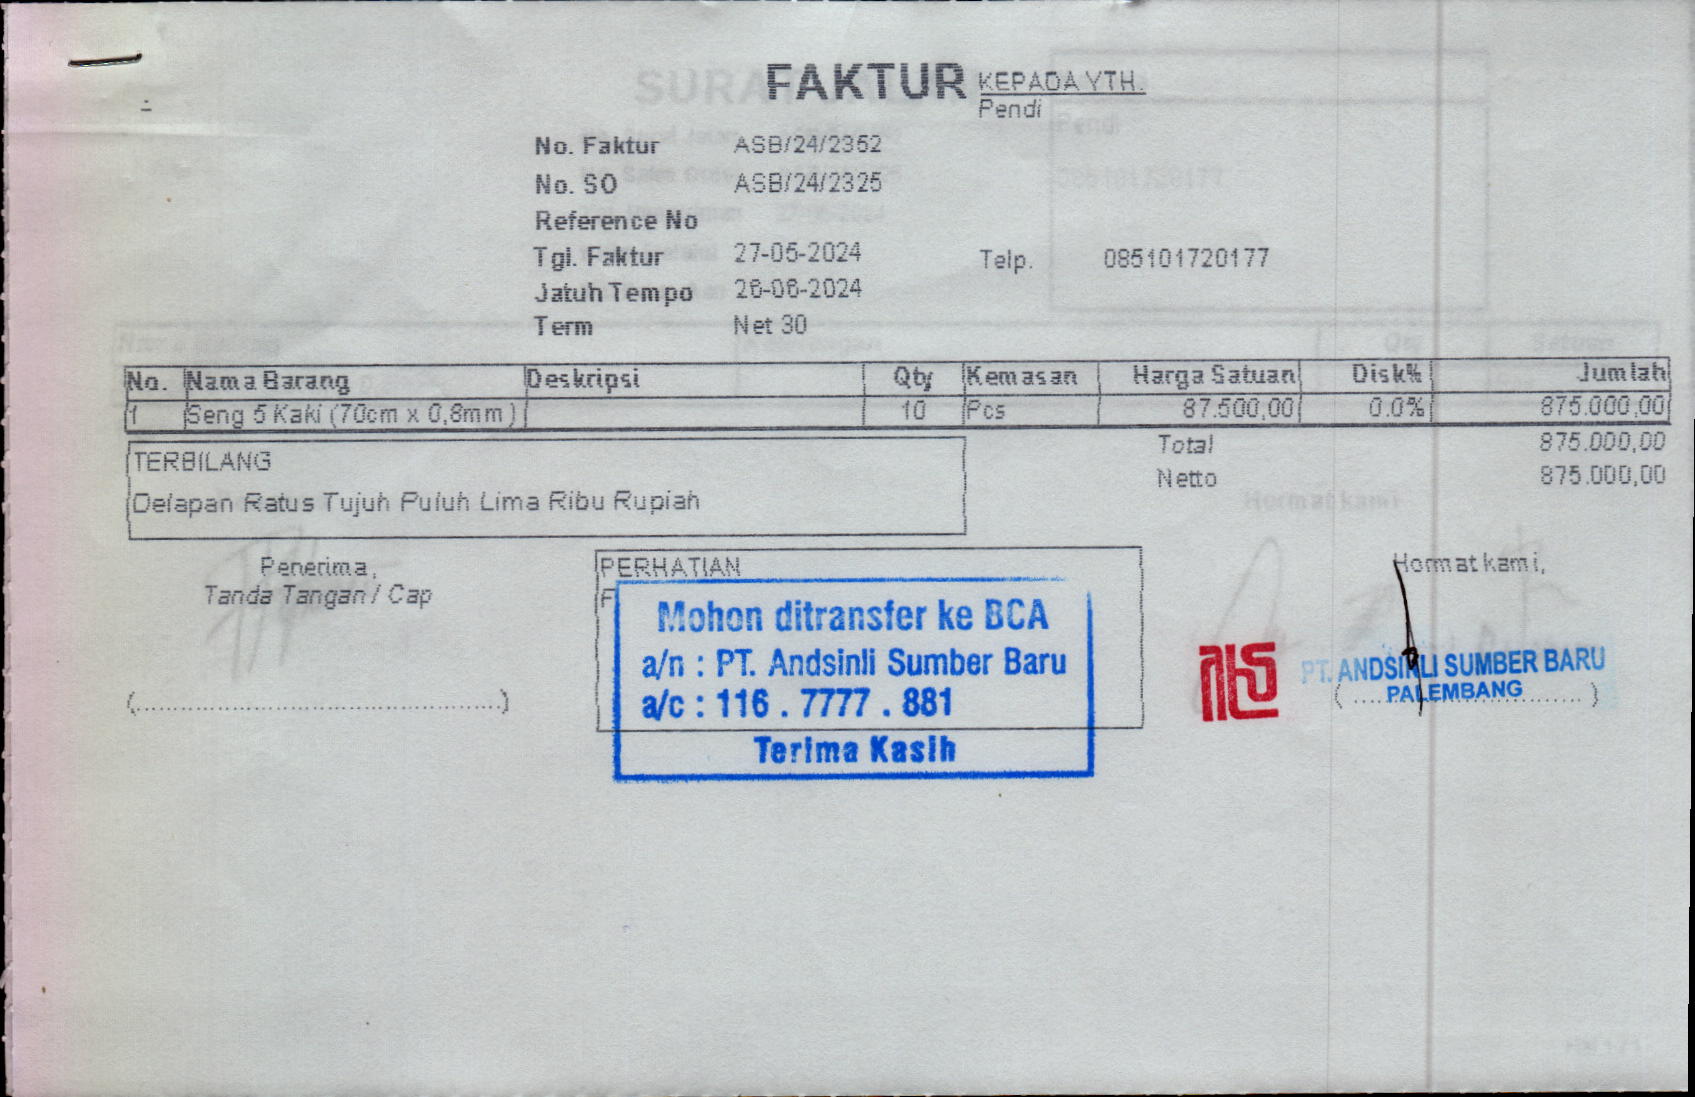 FAKTUR
KEPADA YTH.
Pendi
No. Faktur ASB/24/2352
No. SO ASB/24/2325
Reference No
Tgl. Faktur 27-05-2024
Telp. 085101720177
Jatuh Tempo 26-06-2024
Term Net 30
No. Nama Barang Deskripsi Qty Kemasan Harga Satuan Disk% Jumlah
1 Seng 5 Kaki (70cm x 0,8mm) 10 Pcs 87.500,00 0.0% 875.000,00
Total 875.000,00
Netto 875.000,00
TERBILANG
Delapan Ratus Tujuh Puluh Lima Ribu Rupiah
Penerima,
Tanda Tangan / Cap
(........................................)
PERHATIAN
Mohon ditransfer ke BCA
a/n : PT. Andsinli Sumber Baru
a/c : 116 . 7777 . 881
Terima Kasih
Hormat kami,
PT. ANDSINLI SUMBER BARU
PALEMBANG